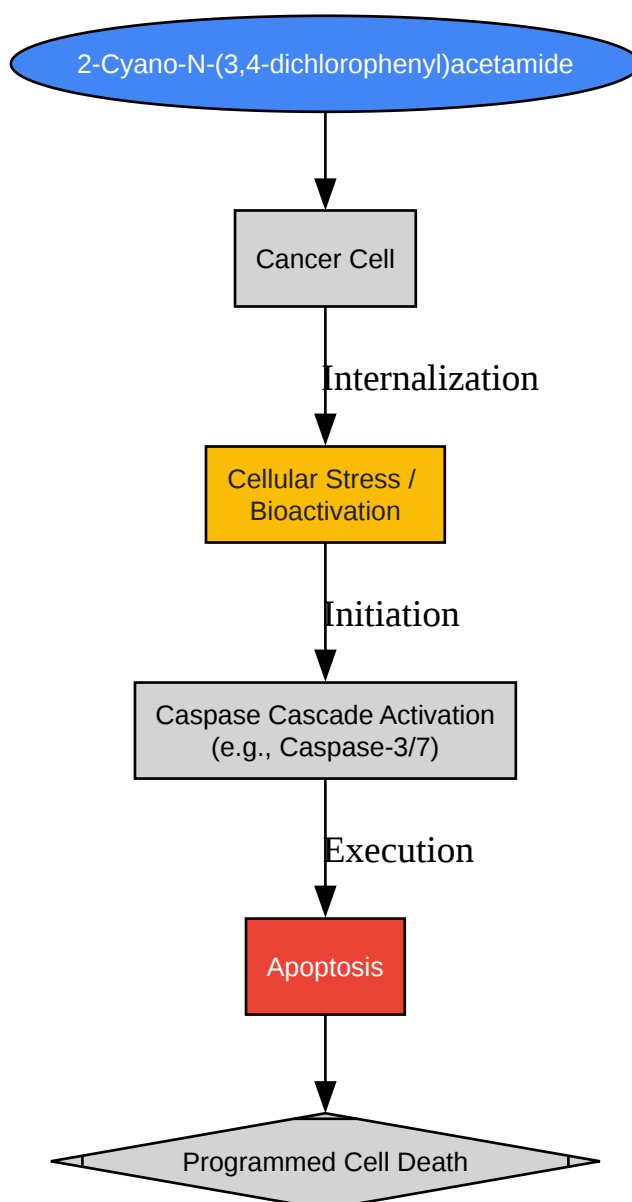 2-Cyano-N-(3,4-dichlorophenyl)acetamide
Cancer Cell
Internalization
Cellular Stress /
Bioactivation
Initiation
Caspase Cascade Activation
(e.g., Caspase-3/7)
Execution
Apoptosis
Programmed Cell Death